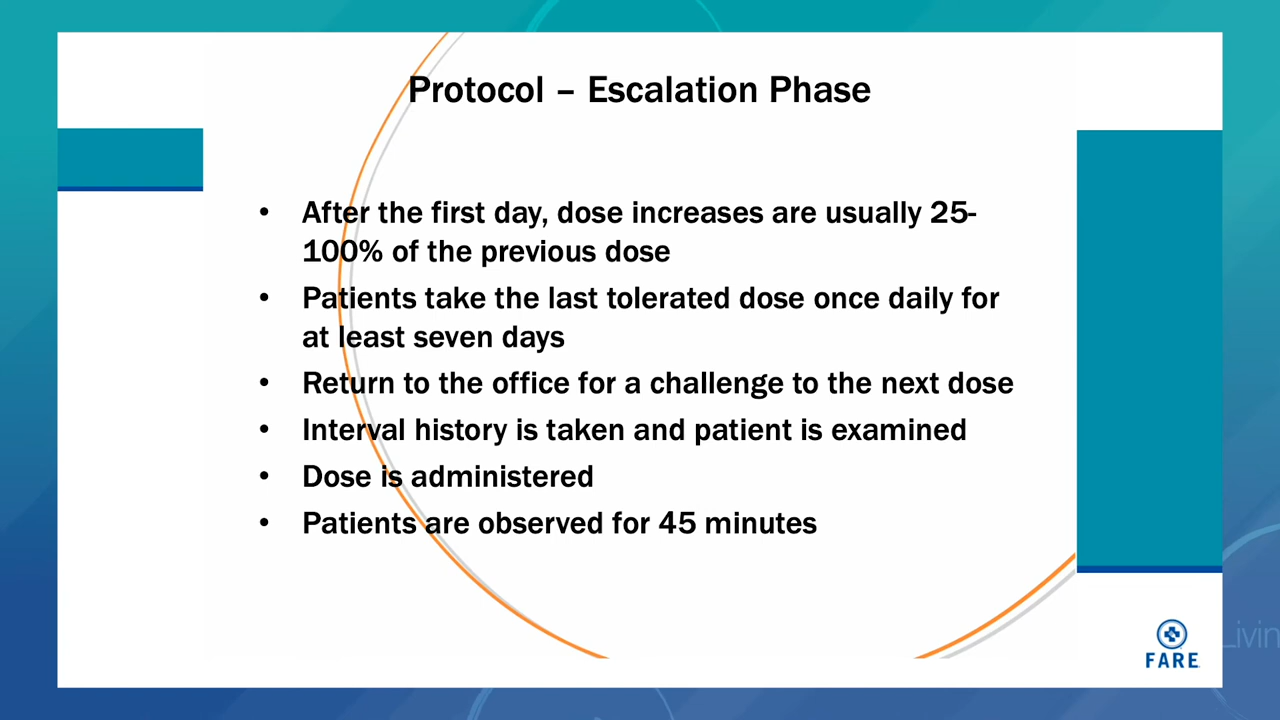 Protocol – Escalation Phase
• After the first day, dose increases are usually 25-
100% of the previous dose
• Patients take the last tolerated dose once daily for
at least seven days
• Return to the office for a challenge to the next dose
• Interval history is taken and patient is examined
• Dose is administered
• Patients are observed for 45 minutes
Livin
FARE